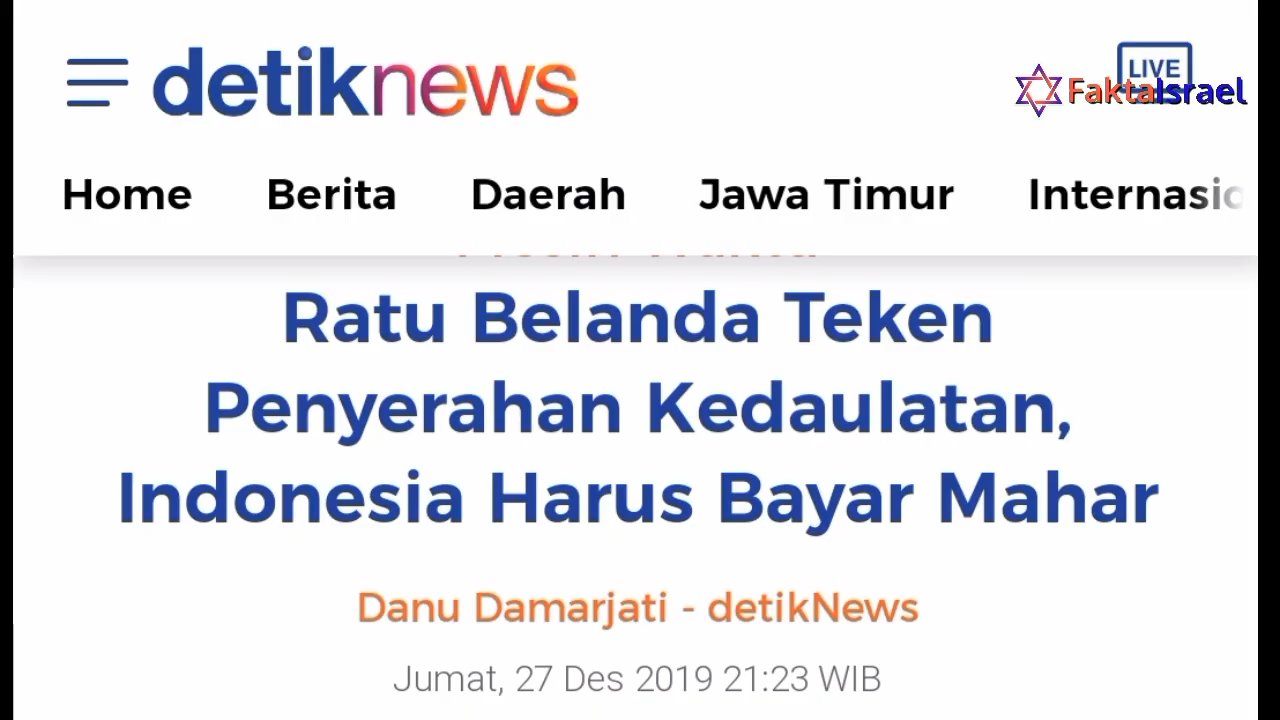 detiknews
LIVE
FaktaIsrael
Home Berita Daerah Jawa Timur Internasio
Ratu Belanda Teken
Penyerahan Kedaulatan,
Indonesia Harus Bayar Mahar
Danu Damarjati - detikNews
Jumat, 27 Des 2019 21:23 WIB